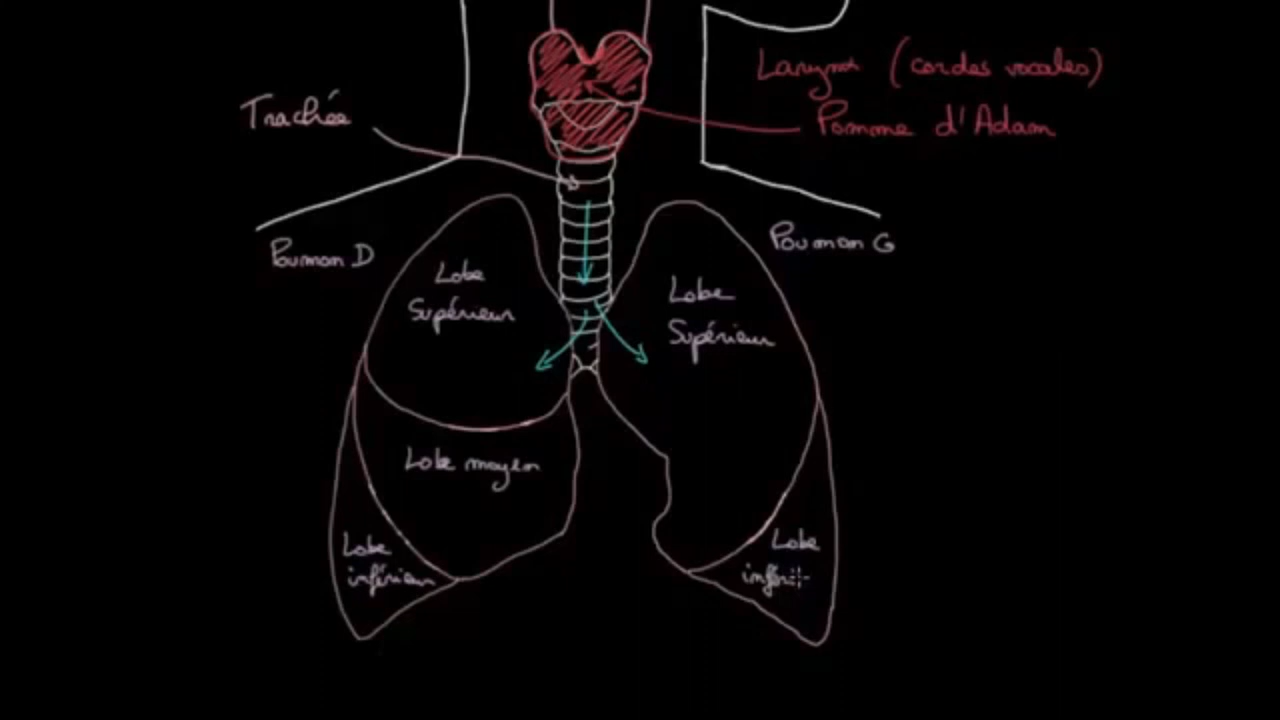 Larynx (cordes vocales)
Trachée
Pomme d'Adam
Poumon D
Poumon G
Lobe
Supérieur
Lobe
Supérieur
Lobe moyen
Lobe
inférieur
Lobe